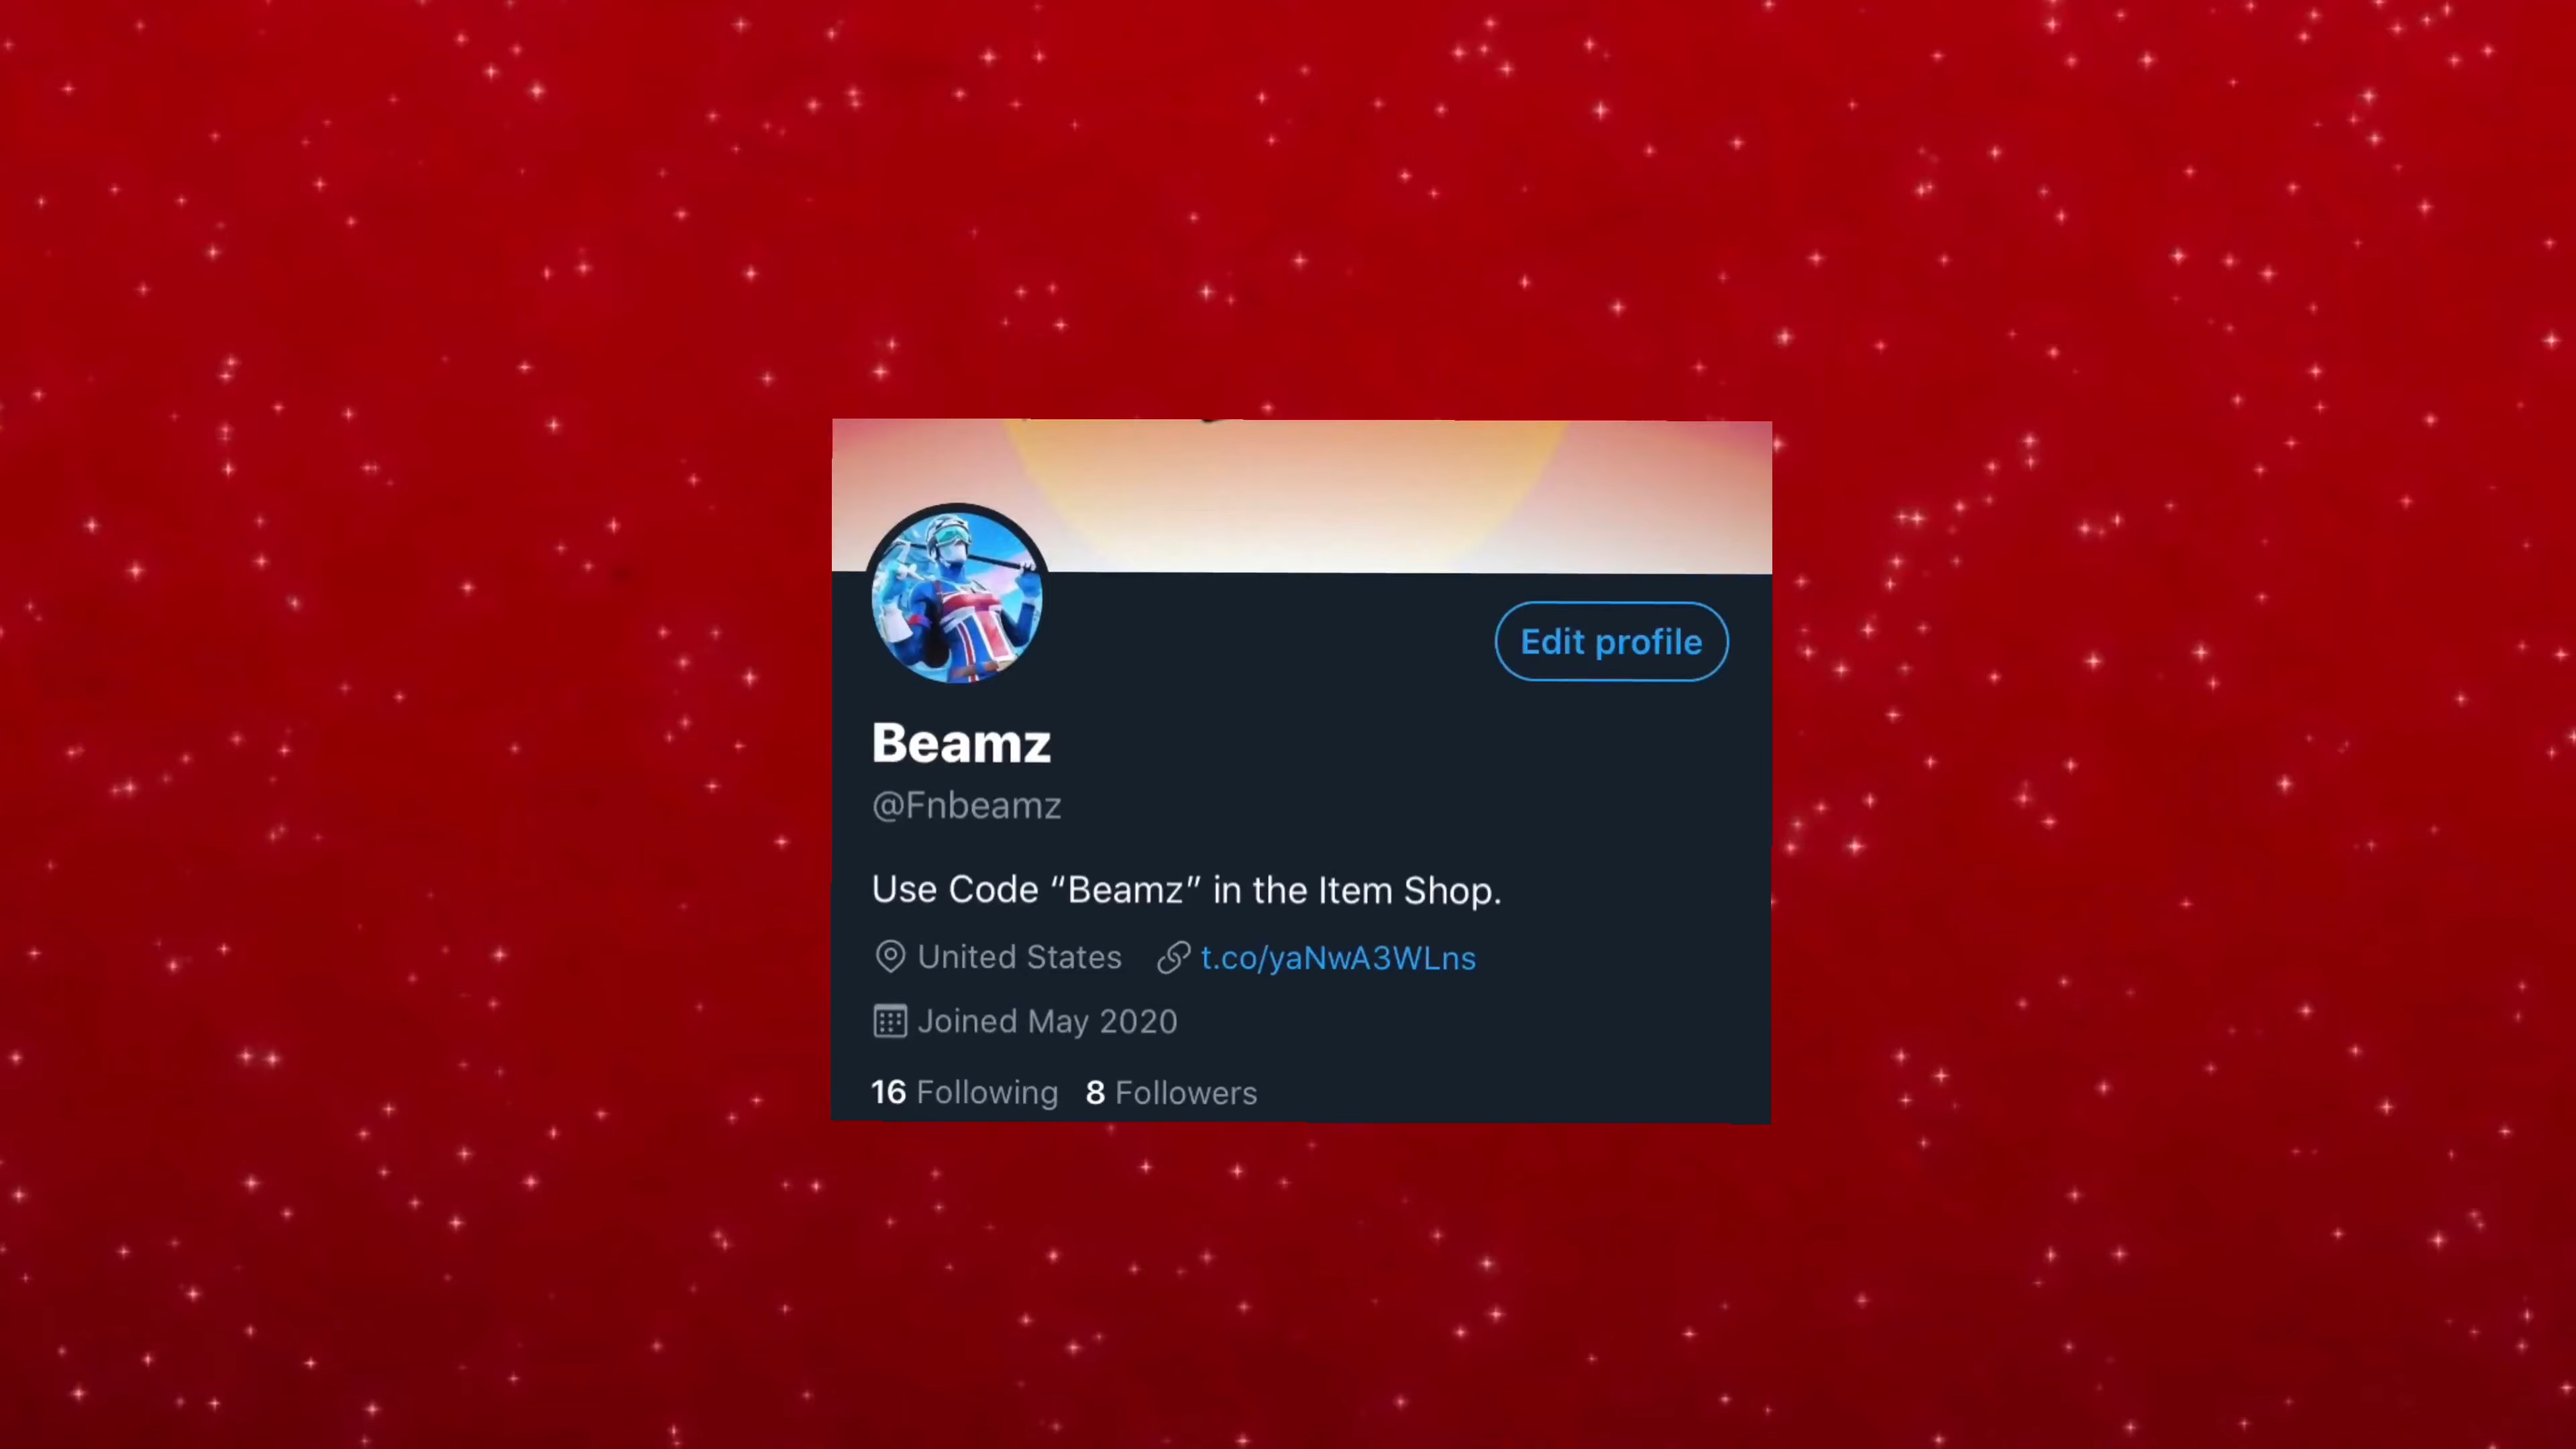 Edit profile
Beamz
@Fnbeamz
Use Code “Beamz” in the Item Shop.
United States t.co/yaNwA3WLns
Joined May 2020
16 Following 8 Followers